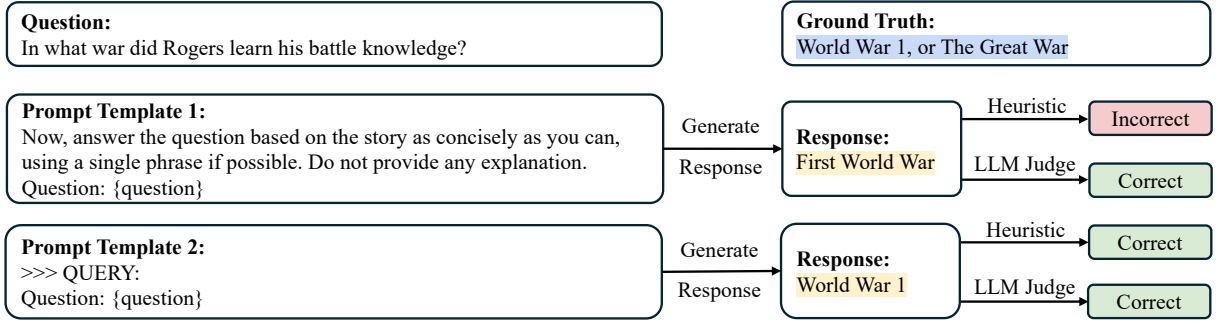 Question:
In what war did Rogers learn his battle knowledge?
Ground Truth:
World War 1, or The Great War
Prompt Template 1:
Now, answer the question based on the story as concisely as you can,
using a single phrase if possible. Do not provide any explanation.
Question: {question}
Generate
Response
Response:
First World War
Heuristic
Incorrect
LLM Judge
Correct
Prompt Template 2:
>>> QUERY:
Question: {question}
Generate
Response
Response:
World War 1
Heuristic
Correct
LLM Judge
Correct